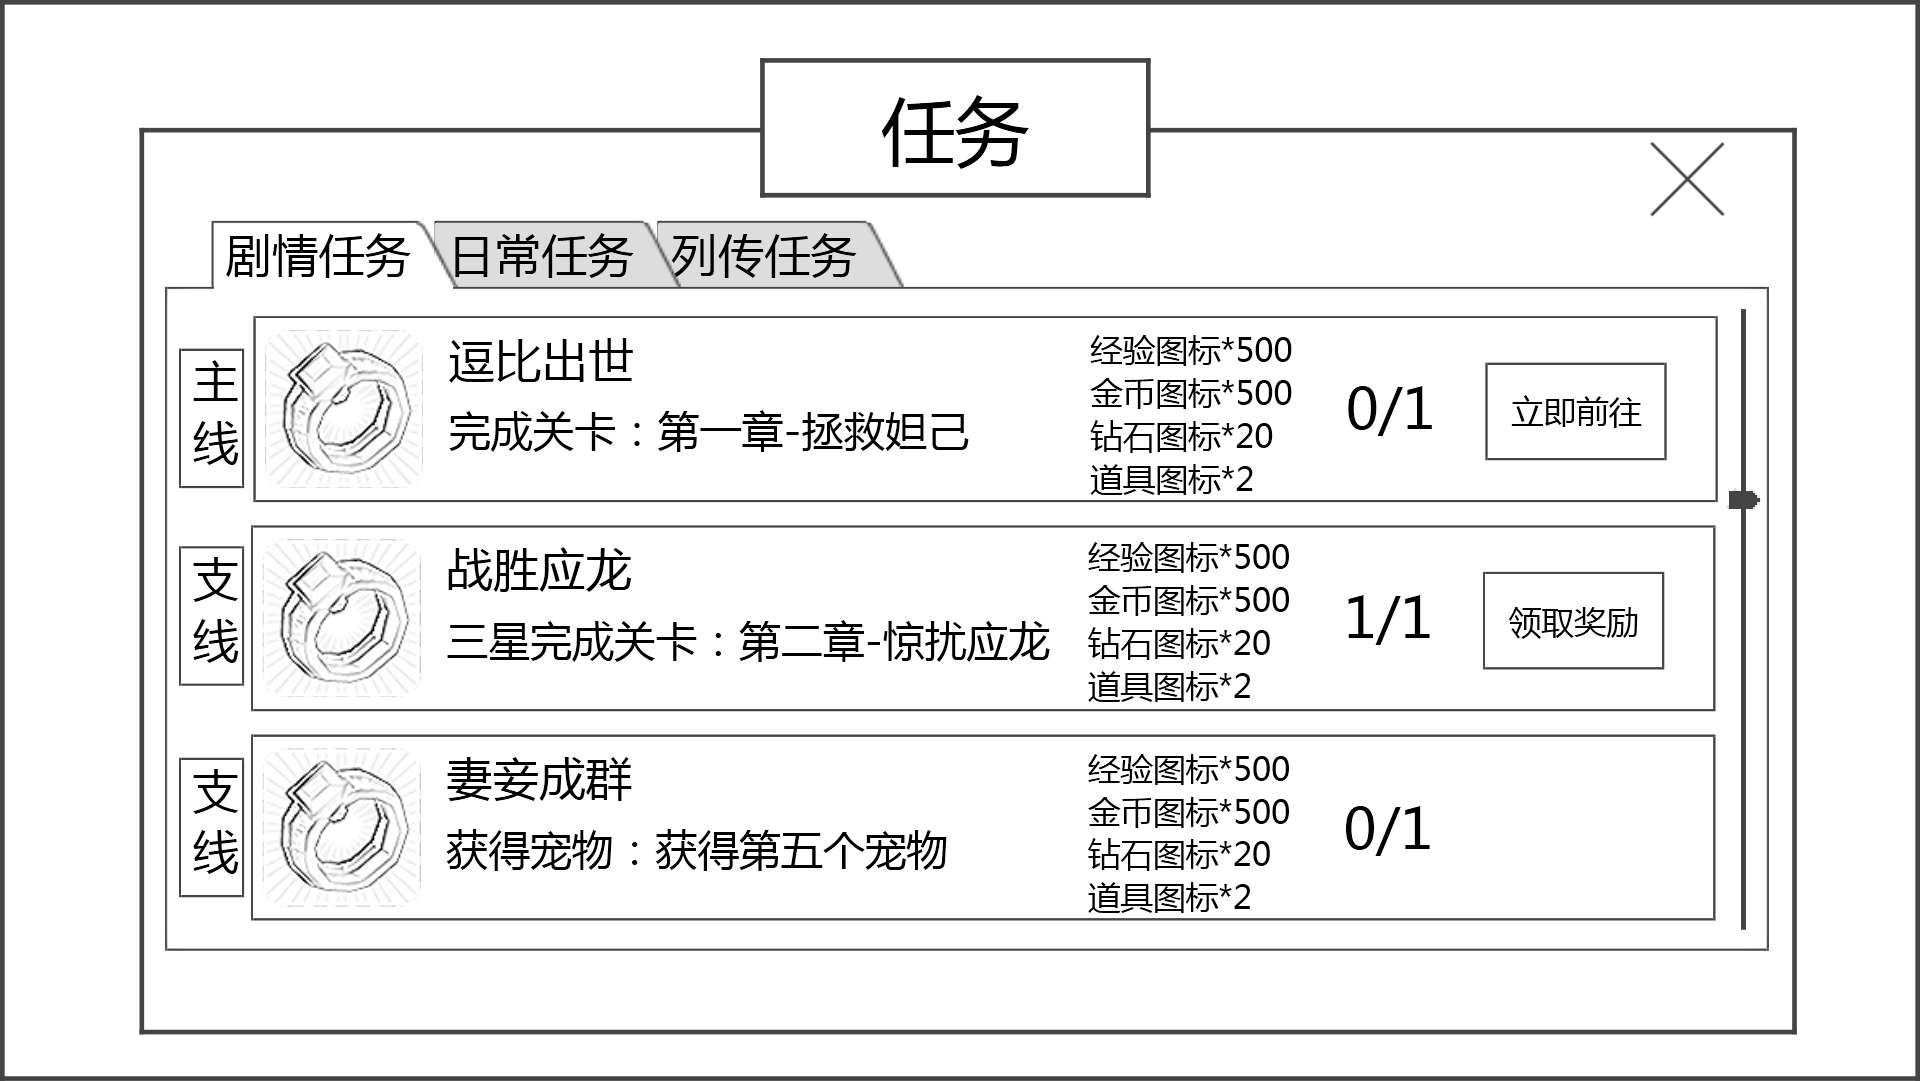 任务
剧情任务 日常任务 列传任务
主线
逗比出世
完成关卡：第一章-拯救妲己
经验图标*500
金币图标*500
钻石图标*20
道具图标*2
0/1
立即前往
支线
战胜应龙
三星完成关卡：第二章-惊扰应龙
经验图标*500
金币图标*500
钻石图标*20
道具图标*2
1/1
领取奖励
支线
妻妾成群
获得宠物：获得第五个宠物
经验图标*500
金币图标*500
钻石图标*20
道具图标*2
0/1